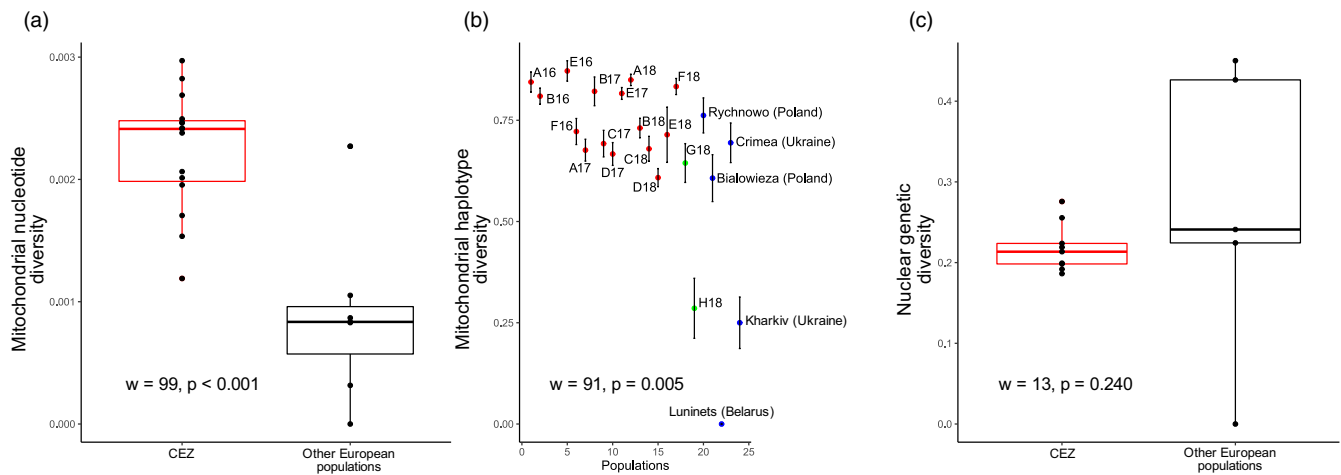 (a)
Mitochondrial nucleotide
diversity
0.003
0.002
0.001
0.000
w = 99, p < 0.001
CEZ
Other European
populations
(b)
Mitochondrial haplotype
diversity
0.75
0.50
0.25
0.00
A16
E16
B16
B17
A18
E17
F18
F16
A17
C17
D17
B18
C18
E18
D18
G18
H18
Rychnowo (Poland)
Crimea (Ukraine)
Bialowieza (Poland)
Kharkiv (Ukraine)
Luninets (Belarus)
w = 91, p = 0.005
0
5
10
15
20
25
Populations
(c)
Nuclear genetic
diversity
0.4
0.3
0.2
0.1
0.0
w = 13, p = 0.240
CEZ
Other European
populations